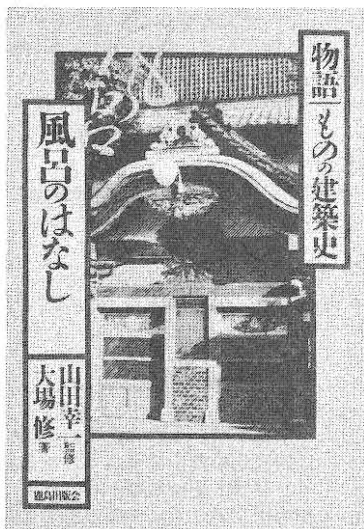 物語／ものの建築史
風呂のはなし
山田幸一 監修
大場修 著
鹿島出版会